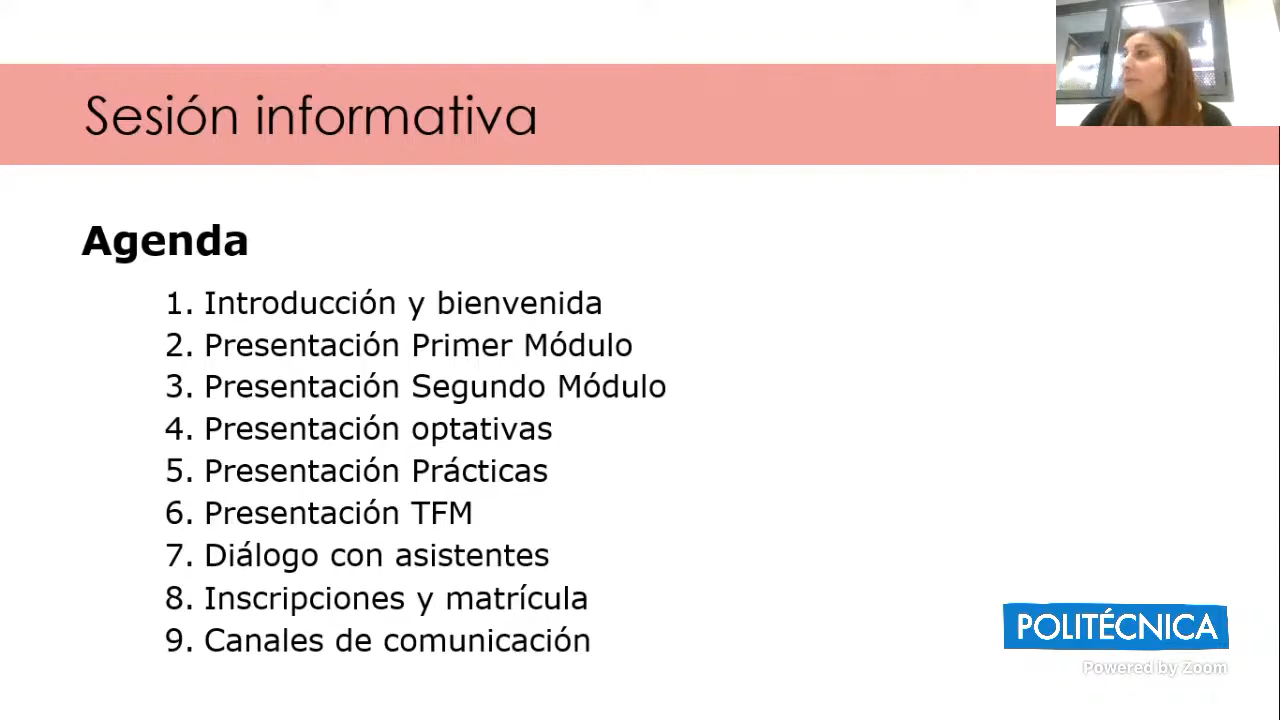 Sesión informativa
Agenda
1. Introducción y bienvenida
2. Presentación Primer Módulo
3. Presentación Segundo Módulo
4. Presentación optativas
5. Presentación Prácticas
6. Presentación TFM
7. Diálogo con asistentes
8. Inscripciones y matrícula
9. Canales de comunicación
POLITÉCNICA
Powered by Zoom